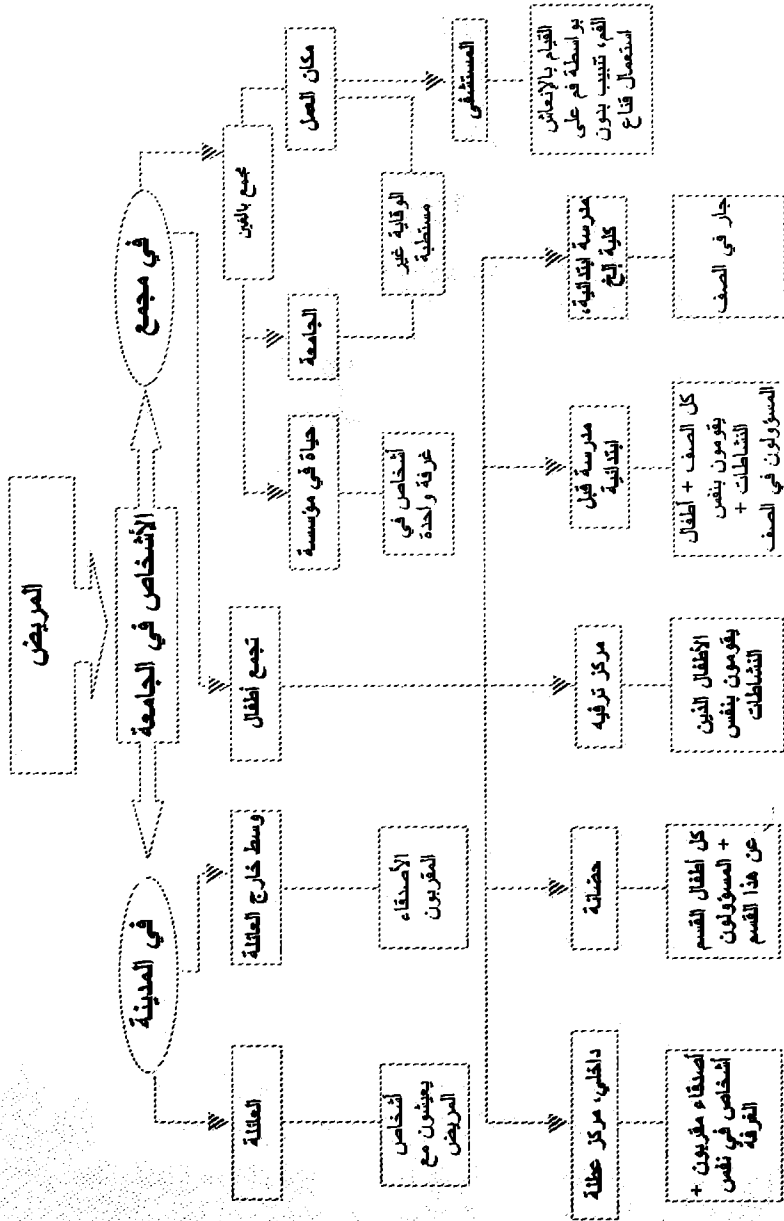 المريض
الأشخاص في الجامعة
في مجمع
في المدينة
مجمع بالغين
تجمع أطفال
وسط خارج العائلة
العائلة
مكان العمل
الجامعة
حياة في مؤسسة
الوقاية غير
مستطبة
أشخاص في
غرفة واحدة
الأصدقاء
المقربون
أشخاص
يعيشون مع
المريض
المستشفى
القيام بالإنعاش
بواسطة فم على
الفم، تنبيب بدون
استعمال قناع
مدرسة ابتدائية،
كلية إلخ
مدرسة قبل
ابتدائية
مركز ترفيه
حضانة
داخلي، مركز عطلة
جار في الصف
كل الصف + أطفال
يقومون بنفس
النشاطات +
المسؤولون في الصف
الأطفال الذين
يقومون بنفس
النشاطات
كل أطفال القسم
+ المسؤولون
عن هذا القسم
أصدقاء مقربون +
أشخاص في نفس
الغرفة